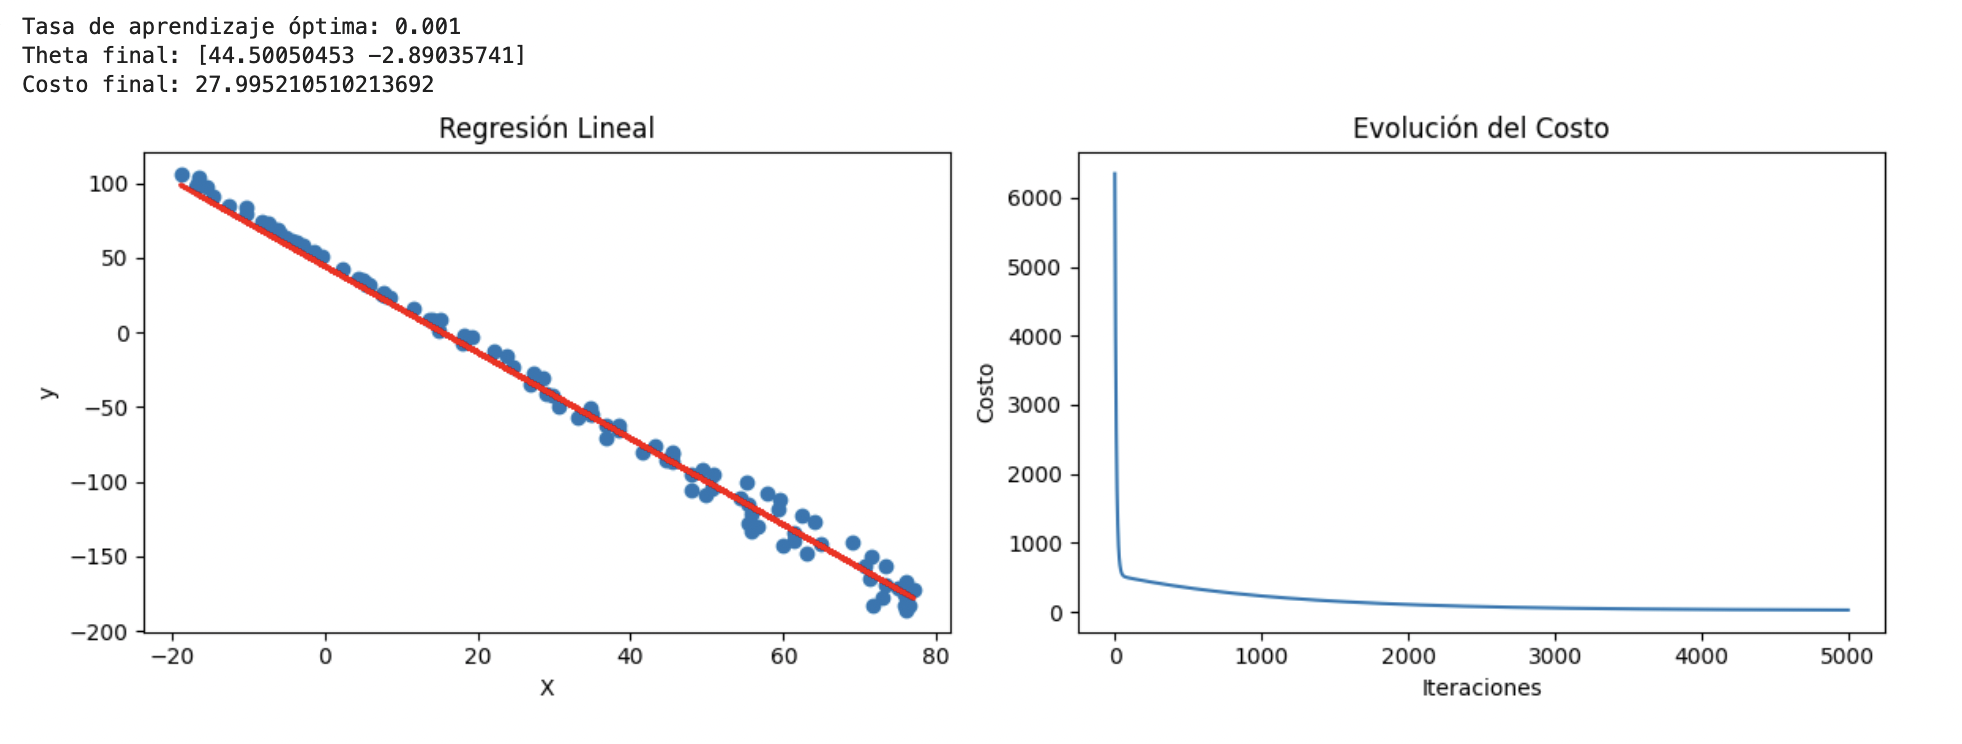 Tasa de aprendizaje óptima: 0.001
Theta final: [44.50050453 −2.89035741]
Costo final: 27.995210510213692
Regresión Lineal
100
50
0
−50
−100
−150
−200
y
−20
0
20
40
60
80
X
Evolución del Costo
6000
5000
4000
3000
2000
1000
0
Costo
0
1000
2000
3000
4000
5000
Iteraciones